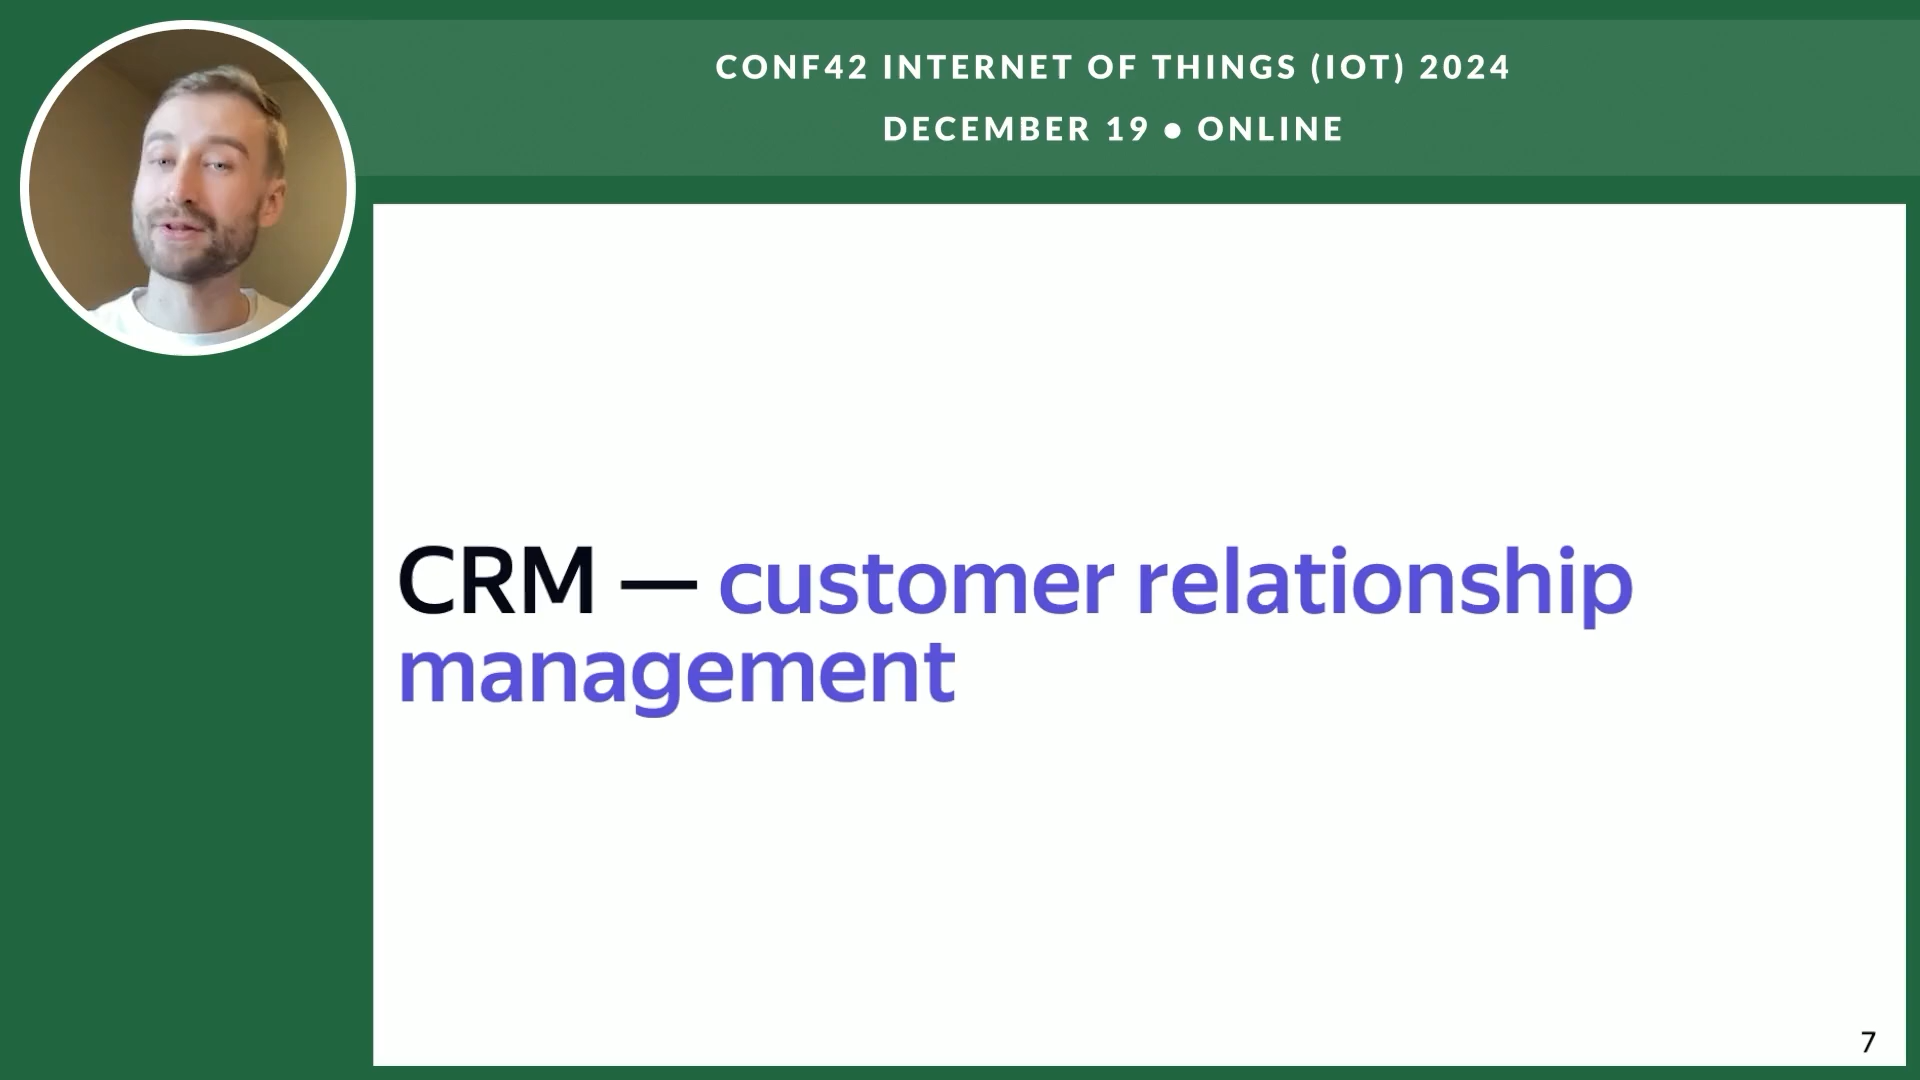 CONF42 INTERNET OF THINGS (IOT) 2024
DECEMBER 19 ● ONLINE
CRM — customer relationship
management
7